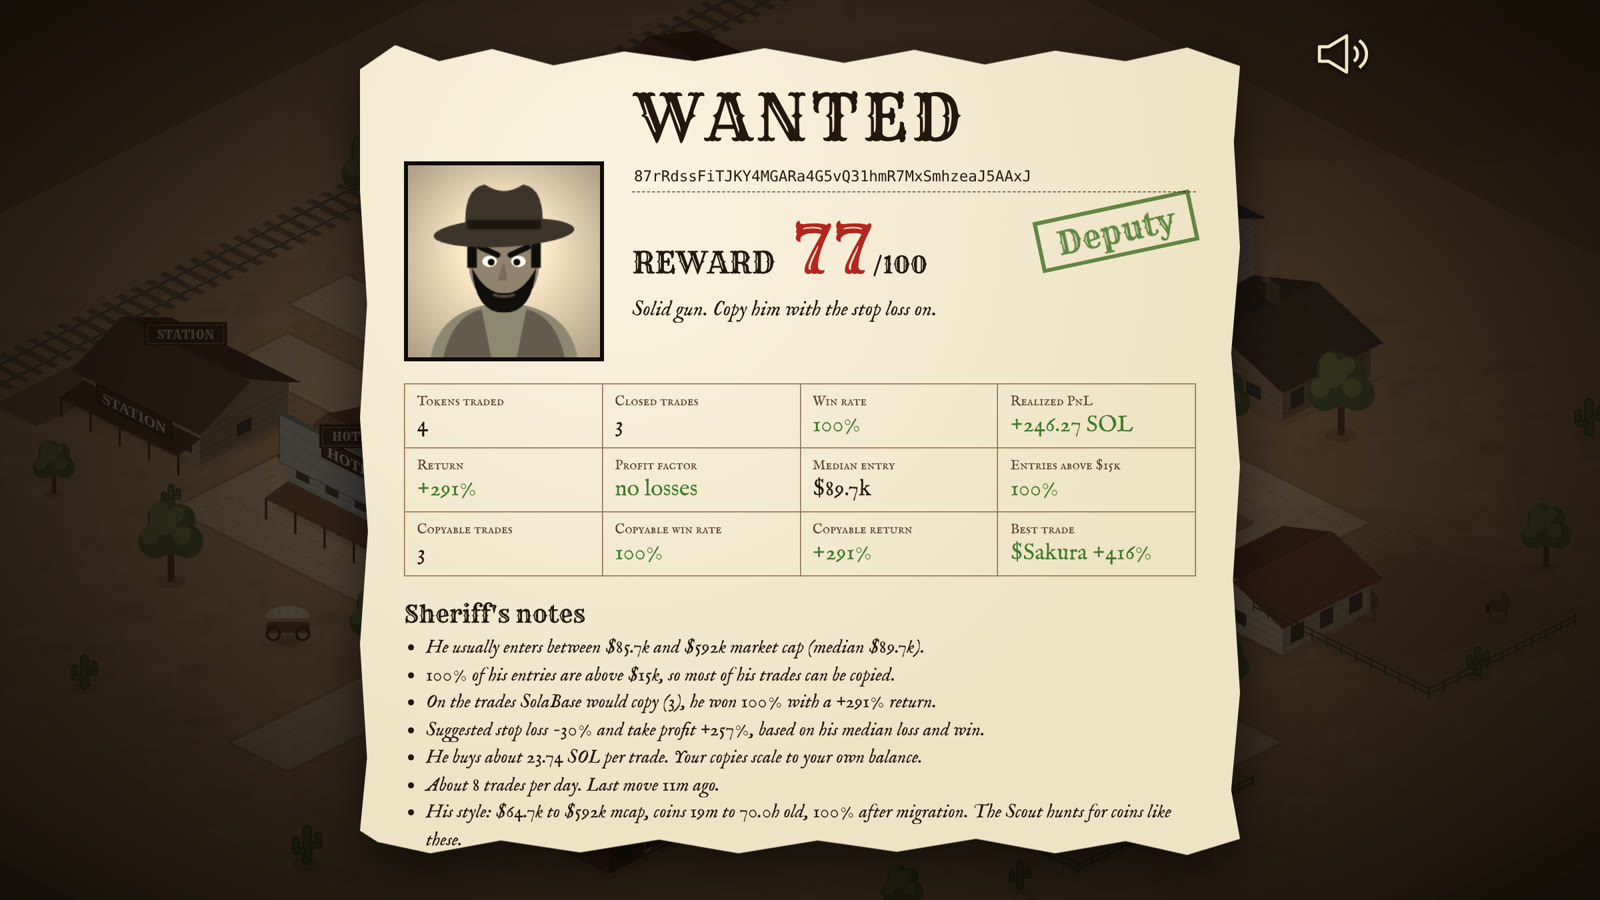 WANTED
87rRdssFiTJKY4MGARa4G5vQ31hmR7MxSmhzeaJ5AAxJ
Deputy
REWARD 77/100
Solid gun. Copy him with the stop loss on.
STATION
STATION
HOT
HOT
Tokens traded
4
Closed trades
3
Win rate
100%
Realized PnL
+246.27 SOL
Return
+291%
Profit factor
no losses
Median entry
$89.7k
Entries above $15k
100%
Copyable trades
3
Copyable win rate
100%
Copyable return
+291%
Best trade
$Sakura +416%
Sheriff's notes
• He usually enters between $85.7k and $592k market cap (median $89.7k).
• 100% of his entries are above $15k, so most of his trades can be copied.
• On the trades SolaBase would copy (3), he won 100% with a +291% return.
• Suggested stop loss -30% and take profit +257%, based on his median loss and win.
• He buys about 23.74 SOL per trade. Your copies scale to your own balance.
• About 8 trades per day. Last move 11m ago.
• His style: $64.7k to $592k mcap, coins 19m to 70.0h old, 100% after migration. The Scout hunts for coins like
these.